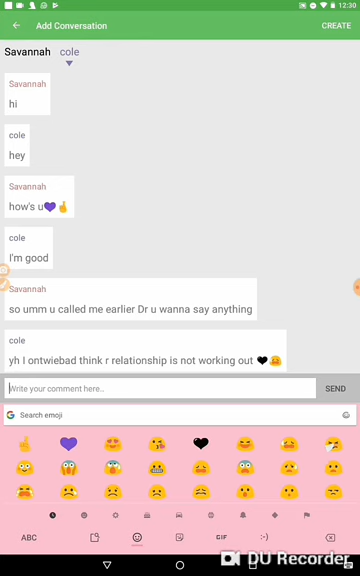 12:30
Add Conversation
CREATE
Savannah cole
Savannah
hi
cole
hey
Savannah
how's u💜🤞
cole
I'm good
Savannah
so umm u called me earlier Dr u wanna say anything
cole
yh I ontwiebad think r relationship is not working out 🖤😫
Write your comment here..
SEND
G Search emoji
ABC
GIF
:-)
DU Recorder